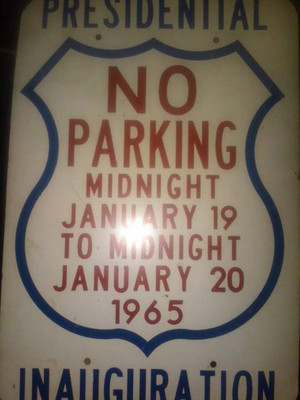 PRESIDENTIAL
NO
PARKING
MIDNIGHT
JANUARY 19
TO MIDNIGHT
JANUARY 20
1965
INAUGURATION